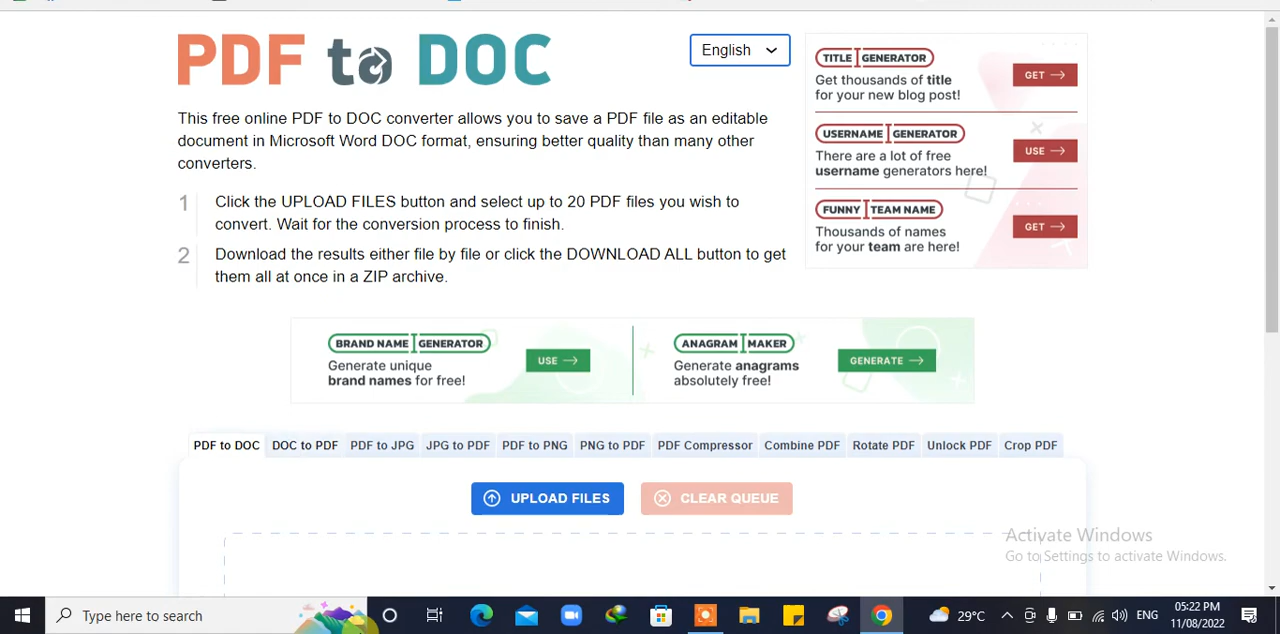 PDF to DOC
English
This free online PDF to DOC converter allows you to save a PDF file as an editable
document in Microsoft Word DOC format, ensuring better quality than many other
converters.
1 Click the UPLOAD FILES button and select up to 20 PDF files you wish to
convert. Wait for the conversion process to finish.
2 Download the results either file by file or click the DOWNLOAD ALL button to get
them all at once in a ZIP archive.
TITLE GENERATOR
Get thousands of title
for your new blog post!
GET →
USERNAME GENERATOR
There are a lot of free
username generators here!
USE →
FUNNY TEAM NAME
Thousands of names
for your team are here!
GET →
BRAND NAME GENERATOR
Generate unique
brand names for free!
USE →
ANAGRAM MAKER
Generate anagrams
absolutely free!
GENERATE →
PDF to DOC DOC to PDF PDF to JPG JPG to PDF PDF to PNG PNG to PDF PDF Compressor Combine PDF Rotate PDF Unlock PDF Crop PDF
UPLOAD FILES CLEAR QUEUE
Activate Windows
Go to Settings to activate Windows.
Type here to search
29°C
ENG
05:22 PM
11/08/2022